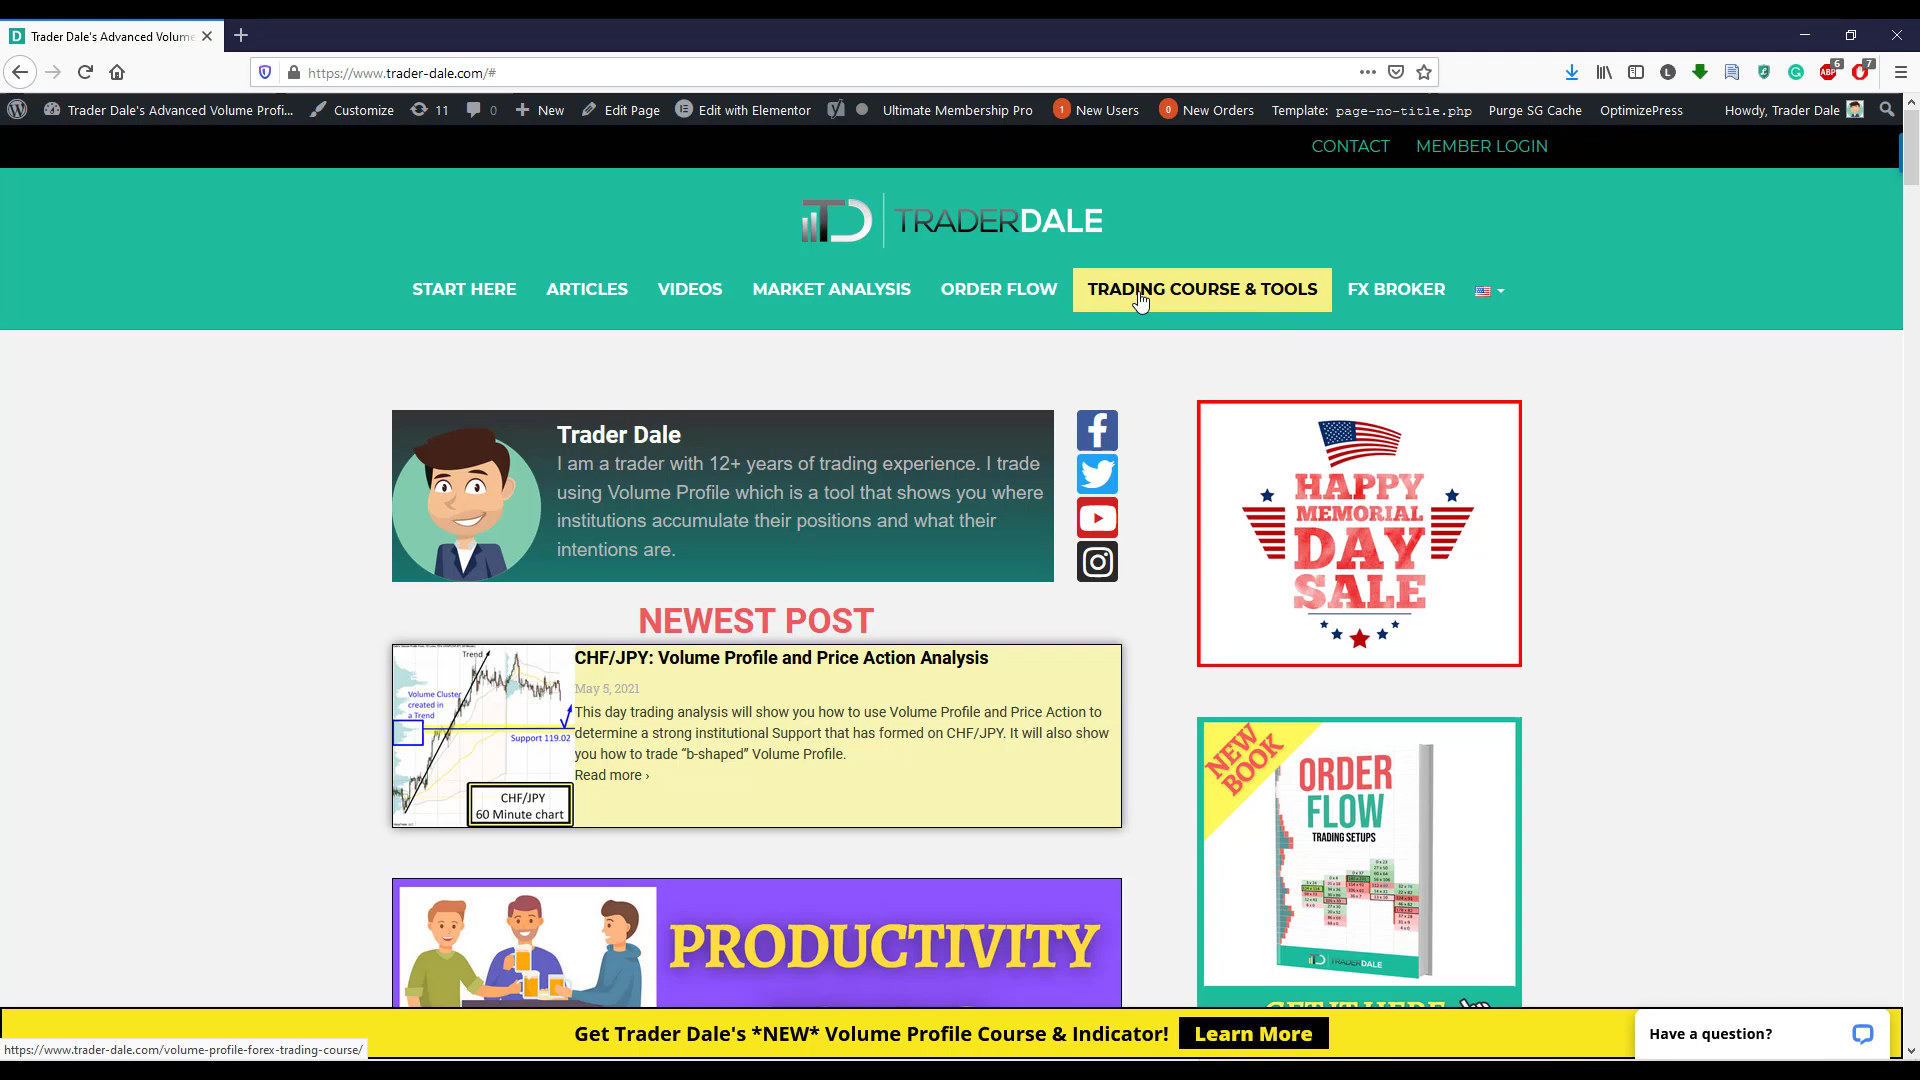 Trader Dale's Advanced Volume
https://www.trader-dale.com/#
6
7
Trader Dale's Advanced Volume Profi...
Customize
11
0
New
Edit Page
Edit with Elementor
Ultimate Membership Pro
1 New Users
0 New Orders
Template: page-no-title.php
Purge SG Cache
OptimizePress
Howdy, Trader Dale
CONTACT
MEMBER LOGIN
TD TRADERDALE
START HERE
ARTICLES
VIDEOS
MARKET ANALYSIS
ORDER FLOW
TRADING COURSE & TOOLS
FX BROKER
Trader Dale
I am a trader with 12+ years of trading experience. I trade
using Volume Profile which is a tool that shows you where
institutions accumulate their positions and what their
intentions are.
HAPPY
MEMORIAL
DAY
SALE
NEWEST POST
CHF/JPY: Volume Profile and Price Action Analysis
May 5, 2021
This day trading analysis will show you how to use Volume Profile and Price Action to
determine a strong institutional Support that has formed on CHF/JPY. It will also show
you how to trade “b-shaped” Volume Profile.
Read more ›
Trend
Volume Cluster
created in
a Trend
Support 119.02
CHF/JPY
60 Minute chart
NEW
BOOK
ORDER
FLOW
TRADING SETUPS
TRADERDALE
GET IT HERE
PRODUCTIVITY
Get Trader Dale's *NEW* Volume Profile Course & Indicator!
Learn More
Have a question?
https://www.trader-dale.com/volume-profile-forex-trading-course/